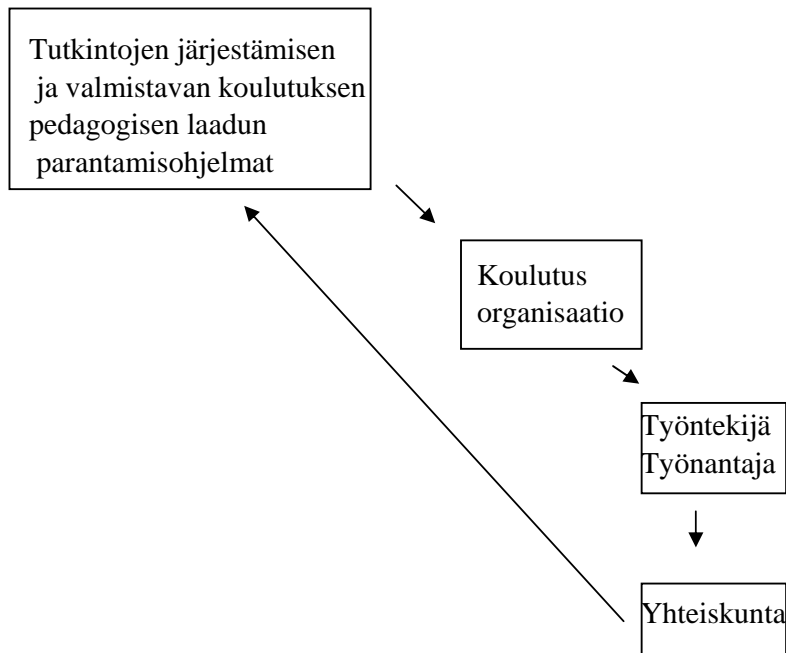 Tutkintojen järjestämisen
ja valmistavan koulutuksen
pedagogisen laadun
parantamisohjelmat
Koulutus
organisaatio
Työntekijä
Työnantaja
Yhteiskunta